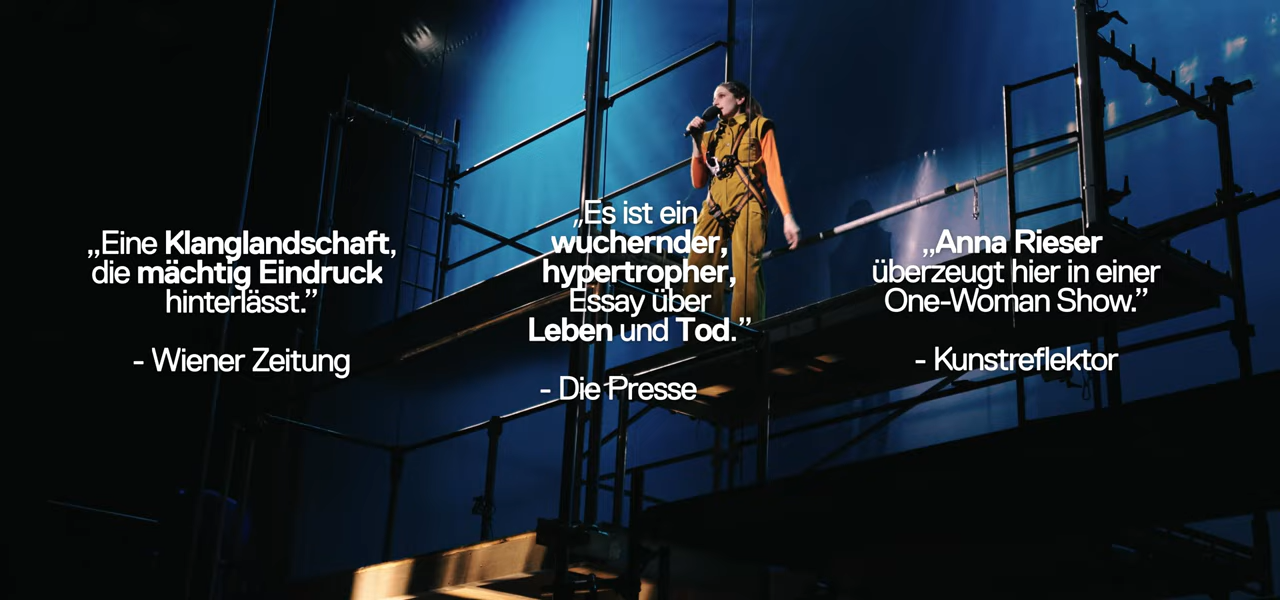 „Eine Klanglandschaft,
die mächtig Eindruck
hinterlässt.”
- Wiener Zeitung
„Es ist ein
wuchernder,
hypertropher,
Essay über
Leben und Tod.”
- Die Presse
„Anna Rieser
überzeugt hier in einer
One-Woman Show.”
- Kunstreflektor